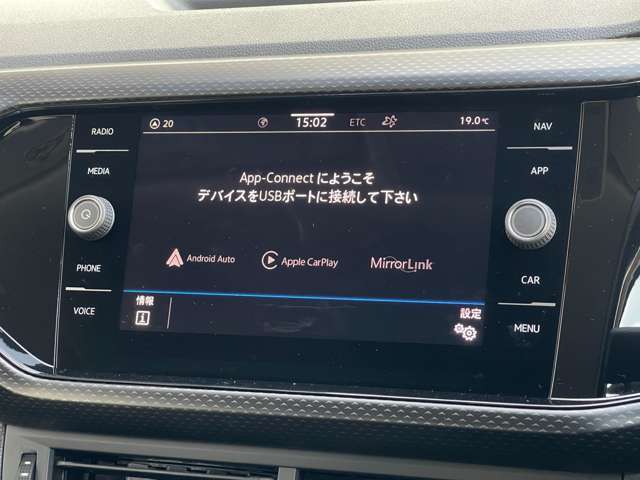 RADIO
MEDIA
PHONE
VOICE
20
15:02
ETC
19.0℃
App-Connect にようこそ
デバイスをUSBポートに接続して下さい
Android Auto
Apple CarPlay
MirrorLink
情報
設定
NAV
APP
CAR
MENU